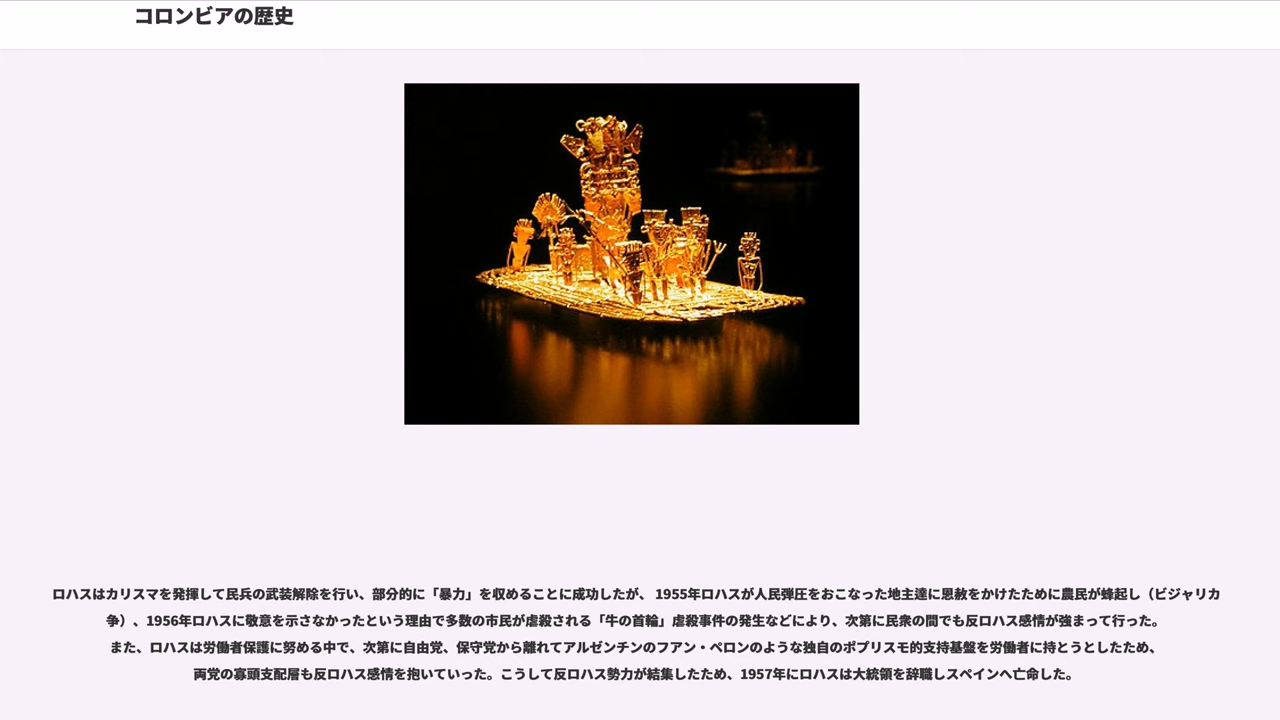 コロンビアの歴史
ロハスはカリスマを発揮して民兵の武装解除を行い、部分的に「暴力」を収めることに成功したが、 1955年ロハスが人民弾圧をおこなった地主達に恩赦をかけたために農民が蜂起し（ビジャリカ
争）、1956年ロハスに敬意を示さなかったという理由で多数の市民が虐殺される「牛の首輪」虐殺事件の発生などにより、次第に民衆の間でも反ロハス感情が強まって行った。
また、ロハスは労働者保護に努める中で、次第に自由党、保守党から離れてアルゼンチンのフアン・ペロンのような独自のポプリスモ的支持基盤を労働者に持とうとしたため、
両党の寡頭支配層も反ロハス感情を抱いていった。こうして反ロハス勢力が結集したため、1957年にロハスは大統領を辞職しスペインへ亡命した。